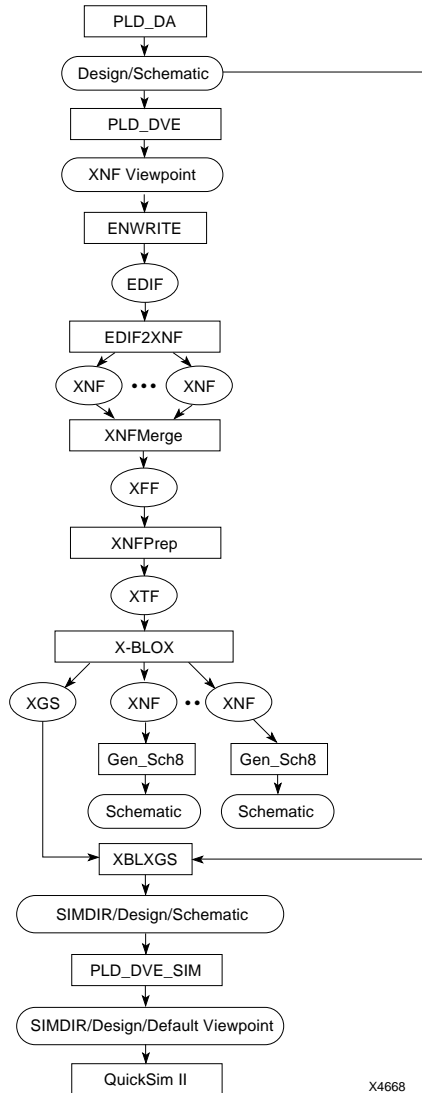 PLD_DA
Design/Schematic
PLD_DVE
XNF Viewpoint
ENWRITE
EDIF
EDIF2XNF
XNF ••• XNF
XNFMerge
XFF
XNFPrep
XTF
X-BLOX
XGS XNF •• XNF
Gen_Sch8 Gen_Sch8
Schematic Schematic
XBLXGS
SIMDIR/Design/Schematic
PLD_DVE_SIM
SIMDIR/Design/Default Viewpoint
QuickSim II
X4668